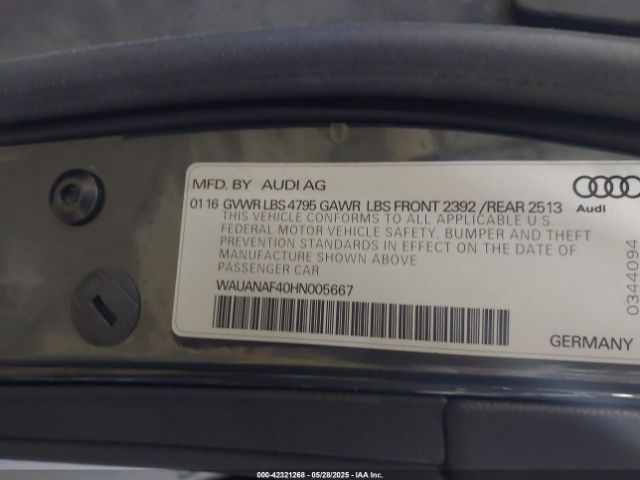 MFD. BY AUDI AG
01 16 GVWR LBS 4795 GAWR LBS FRONT 2392 /REAR 2513
THIS VEHICLE CONFORMS TO ALL APPLICABLE U S
FEDERAL MOTOR VEHICLE SAFETY, BUMPER AND THEFT
PREVENTION STANDARDS IN EFFECT ON THE DATE OF
MANUFACTURE SHOWN ABOVE
PASSENGER CAR
WAUANAF40HN005667
Audi
0344094
GERMANY
000-42321268 - 05/28/2025 - IAA Inc.